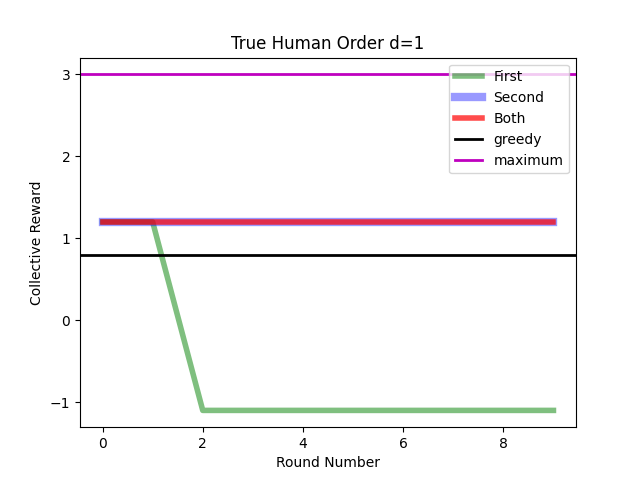 True Human Order d=1
Collective Reward
3
2
1
0
−1
0 2 4 6 8
Round Number
First
Second
Both
greedy
maximum